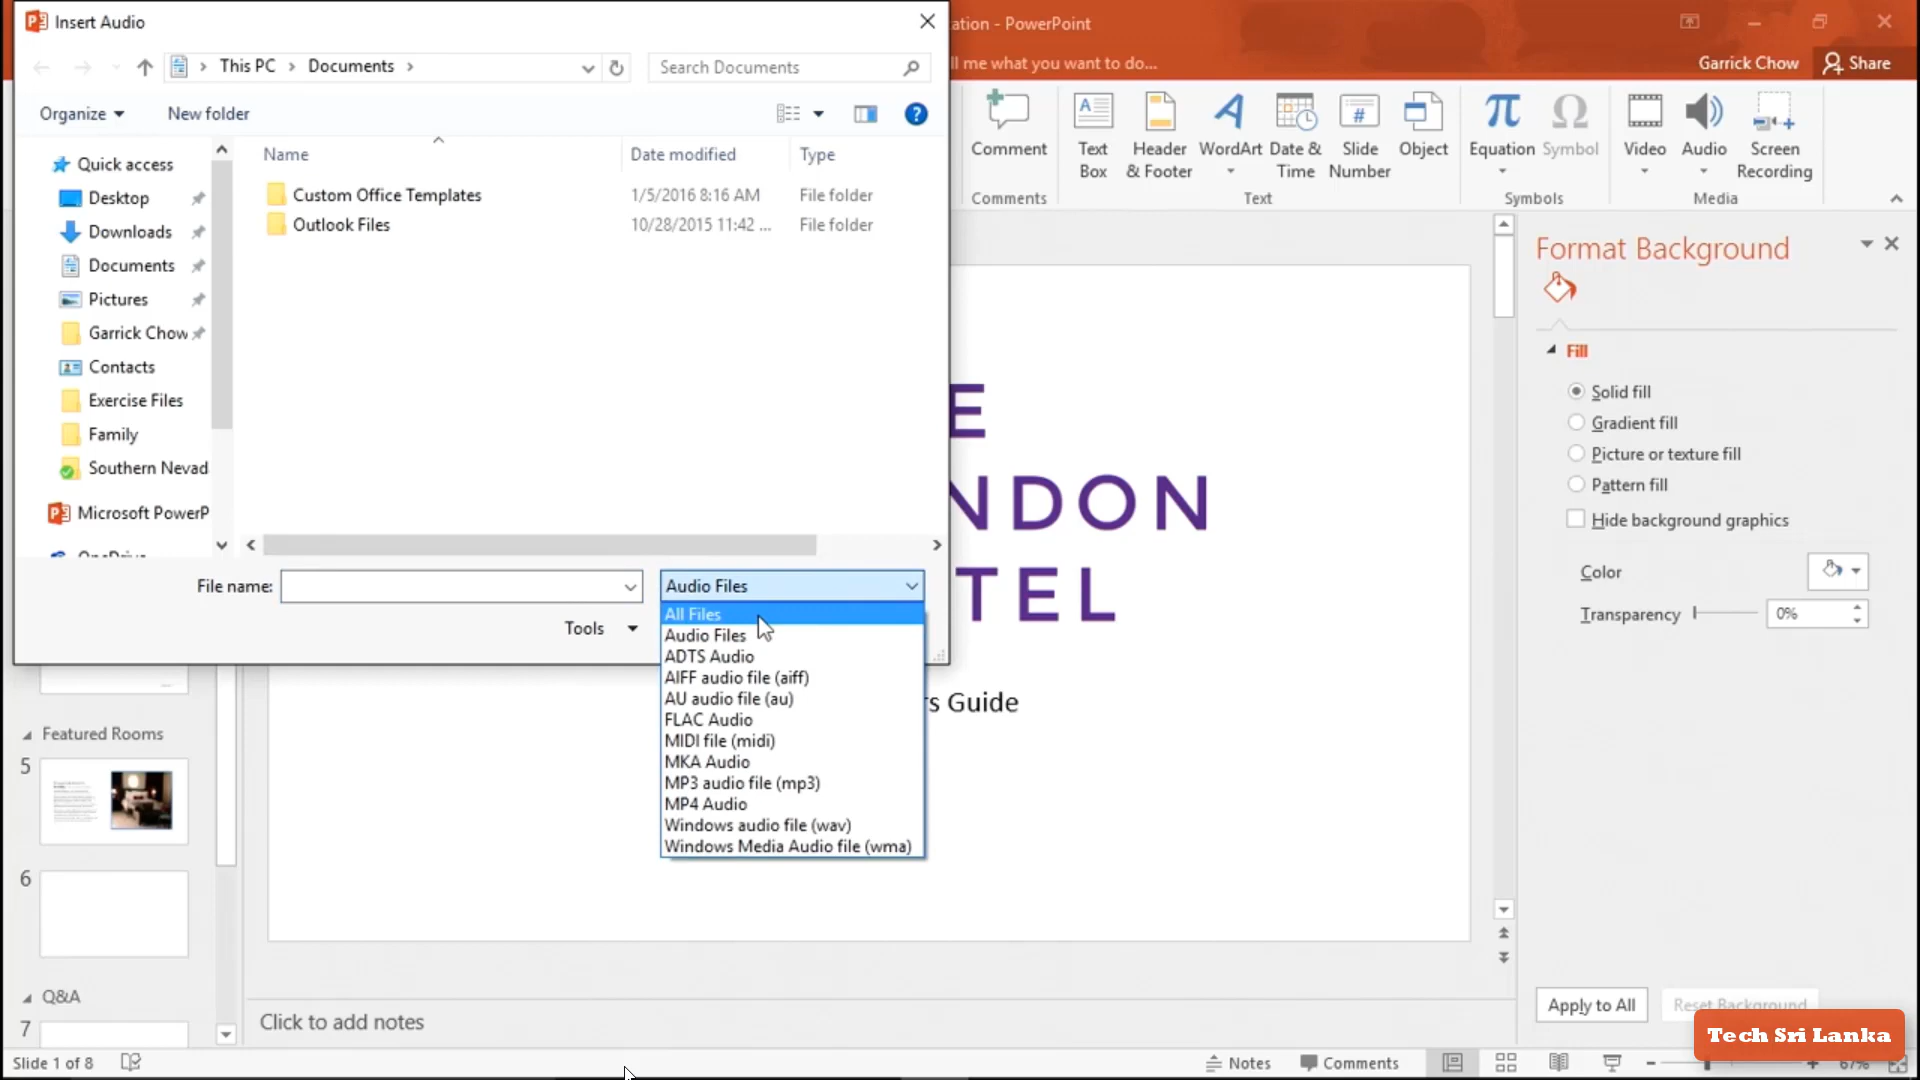 Insert Audio
ation - PowerPoint
This PC
Documents
Search Documents
ll me what you want to do...
Garrick Chow
Share
Organize
New folder
Comment
Text Box
Header & Footer
WordArt
Date & Time
Slide Number
Object
Equation
Symbol
Video
Audio
Screen Recording
Comments
Text
Symbols
Media
Name
Date modified
Type
Custom Office Templates
1/5/2016 8:16 AM
File folder
Outlook Files
10/28/2015 11:42 ...
File folder
Quick access
Desktop
Downloads
Documents
Pictures
Garrick Chow
Contacts
Exercise Files
Family
Southern Nevad
Microsoft PowerP
File name:
Audio Files
Tools
All Files
Audio Files
ADTS Audio
AIFF audio file (aiff)
AU audio file (au)
FLAC Audio
MIDI file (midi)
MKA Audio
MP3 audio file (mp3)
MP4 Audio
Windows audio file (wav)
Windows Media Audio file (wma)
E
NDON
TEL
rs Guide
Format Background
Fill
Solid fill
Gradient fill
Picture or texture fill
Pattern fill
Hide background graphics
Color
Transparency
0%
Featured Rooms
5
6
Q&A
7
Click to add notes
Apply to All
Reset Background
Tech Sri Lanka
Slide 1 of 8
Notes
Comments
67%